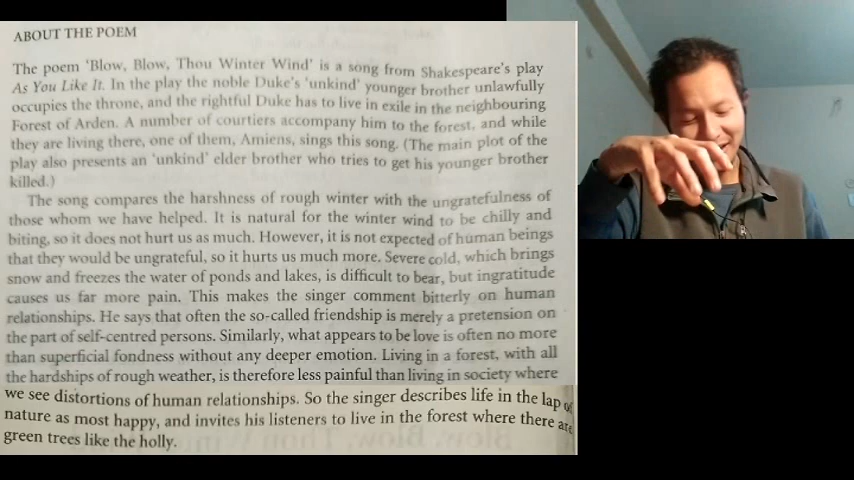 ABOUT THE POEM
The poem 'Blow, Blow, Thou Winter Wind' is a song from Shakespeare's play
As You Like It. In the play the noble Duke's 'unkind' younger brother unlawfully
occupies the throne, and the rightful Duke has to live in exile in the neighbouring
Forest of Arden. A number of courtiers accompany him to the forest, and while
they are living there, one of them, Amiens, sings this song. (The main plot of the
play also presents an 'unkind' elder brother who tries to get his younger brother
killed.)
The song compares the harshness of rough winter with the ungratefulness of
those whom we have helped. It is natural for the winter wind to be chilly and
biting, so it does not hurt us as much. However, it is not expected of human beings
that they would be ungrateful, so it hurts us much more. Severe cold, which brings
snow and freezes the water of ponds and lakes, is difficult to bear, but ingratitude
causes us far more pain. This makes the singer comment bitterly on human
relationships. He says that often the so-called friendship is merely a pretension on
the part of self-centred persons. Similarly, what appears to be love is often no more
than superficial fondness without any deeper emotion. Living in a forest, with all
the hardships of rough weather, is therefore less painful than living in society where
we see distortions of human relationships. So the singer describes life in the lap of
nature as most happy, and invites his listeners to live in the forest where there are
green trees like the holly.